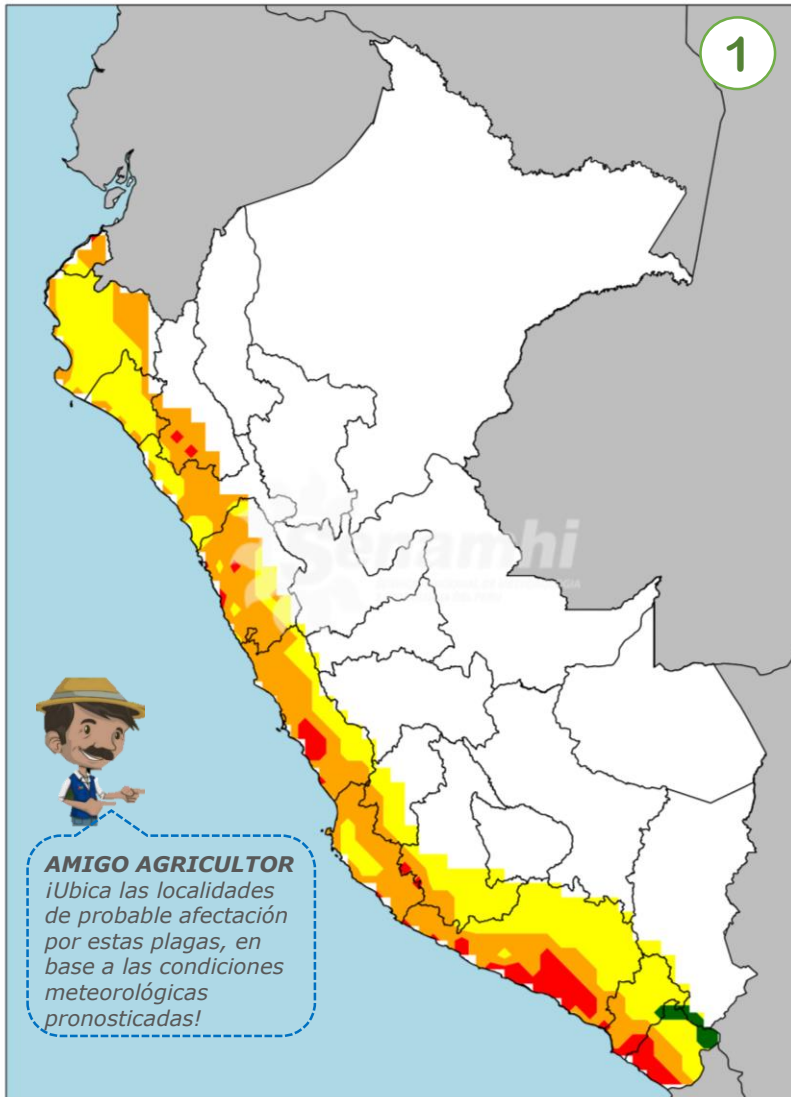 1
Senamhi
AMIGO AGRICULTOR
¡Ubica las localidades
de probable afectación
por estas plagas, en
base a las condiciones
meteorológicas
pronosticadas!